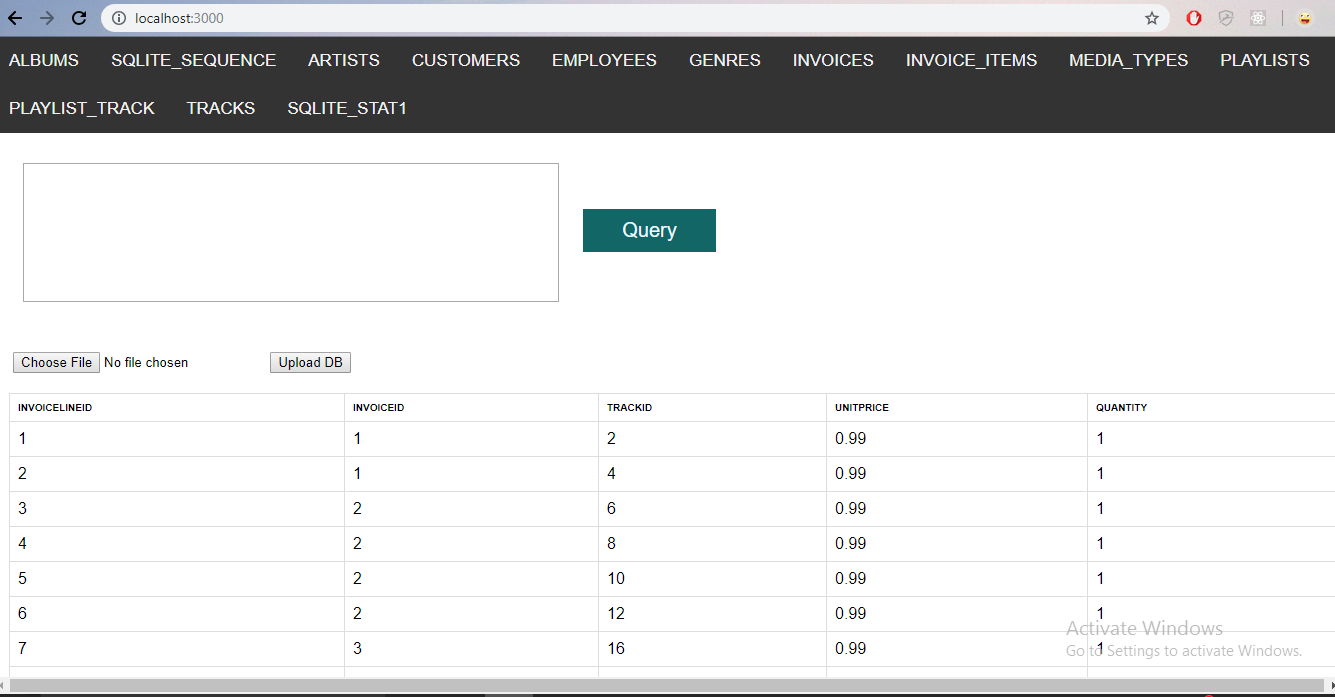 localhost:3000
ALBUMS SQLITE_SEQUENCE ARTISTS CUSTOMERS EMPLOYEES GENRES INVOICES INVOICE_ITEMS MEDIA_TYPES PLAYLISTS
PLAYLIST_TRACK TRACKS SQLITE_STAT1
Query
Choose File No file chosen Upload DB
INVOICELINEID INVOICEID TRACKID UNITPRICE QUANTITY
1 1 2 0.99 1
2 1 4 0.99 1
3 2 6 0.99 1
4 2 8 0.99 1
5 2 10 0.99 1
6 2 12 0.99 1
Activate Windows
7 3 16 0.99 1
Go to Settings to activate Windows.